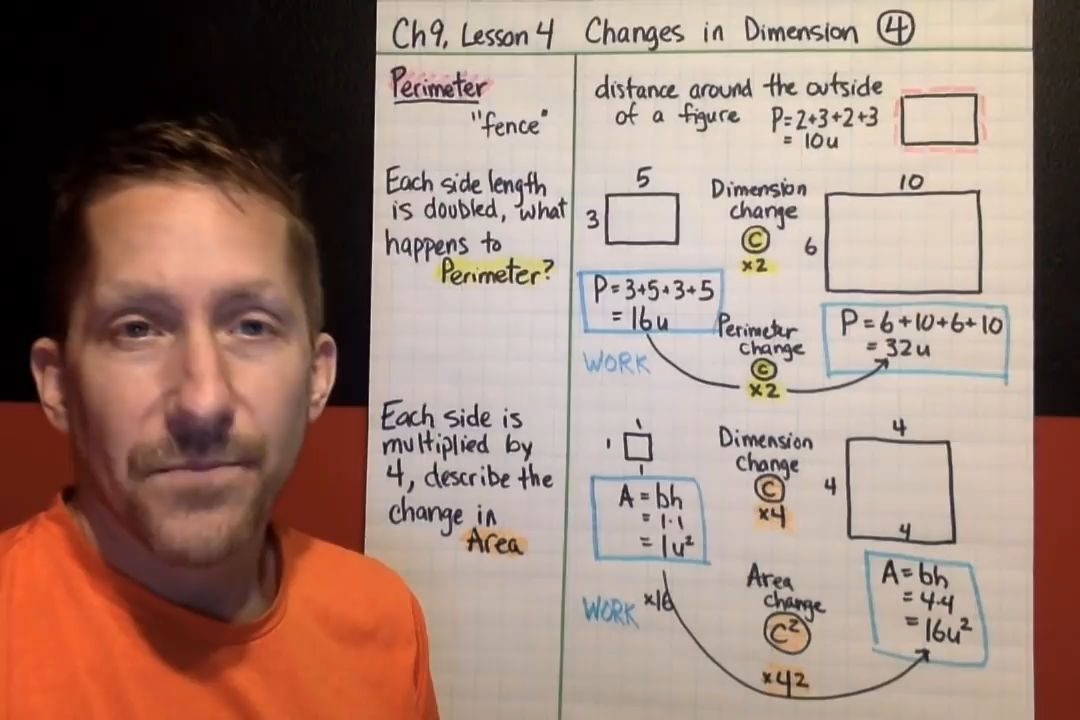 Ch 9, Lesson 4 Changes in Dimension 4
Perimeter
"fence"
distance around the outside
of a figure
P=2+3+2+3
= 10u
Each side length
is doubled, what
happens to
Perimeter?
5
3
Dimension
change
C
x2
10
6
P=3+5+3+5
=16u
WORK
Perimeter
change
C
x2
P=6+10+6+10
=32u
Each side is
multiplied by
4, describe the
change in
Area
1
1
1
A=bh
=1·1
=1u²
Dimension
change
C
x4
4
4
4
WORK
x16
Area
change
C²
x42
A=bh
=4·4
=16u²